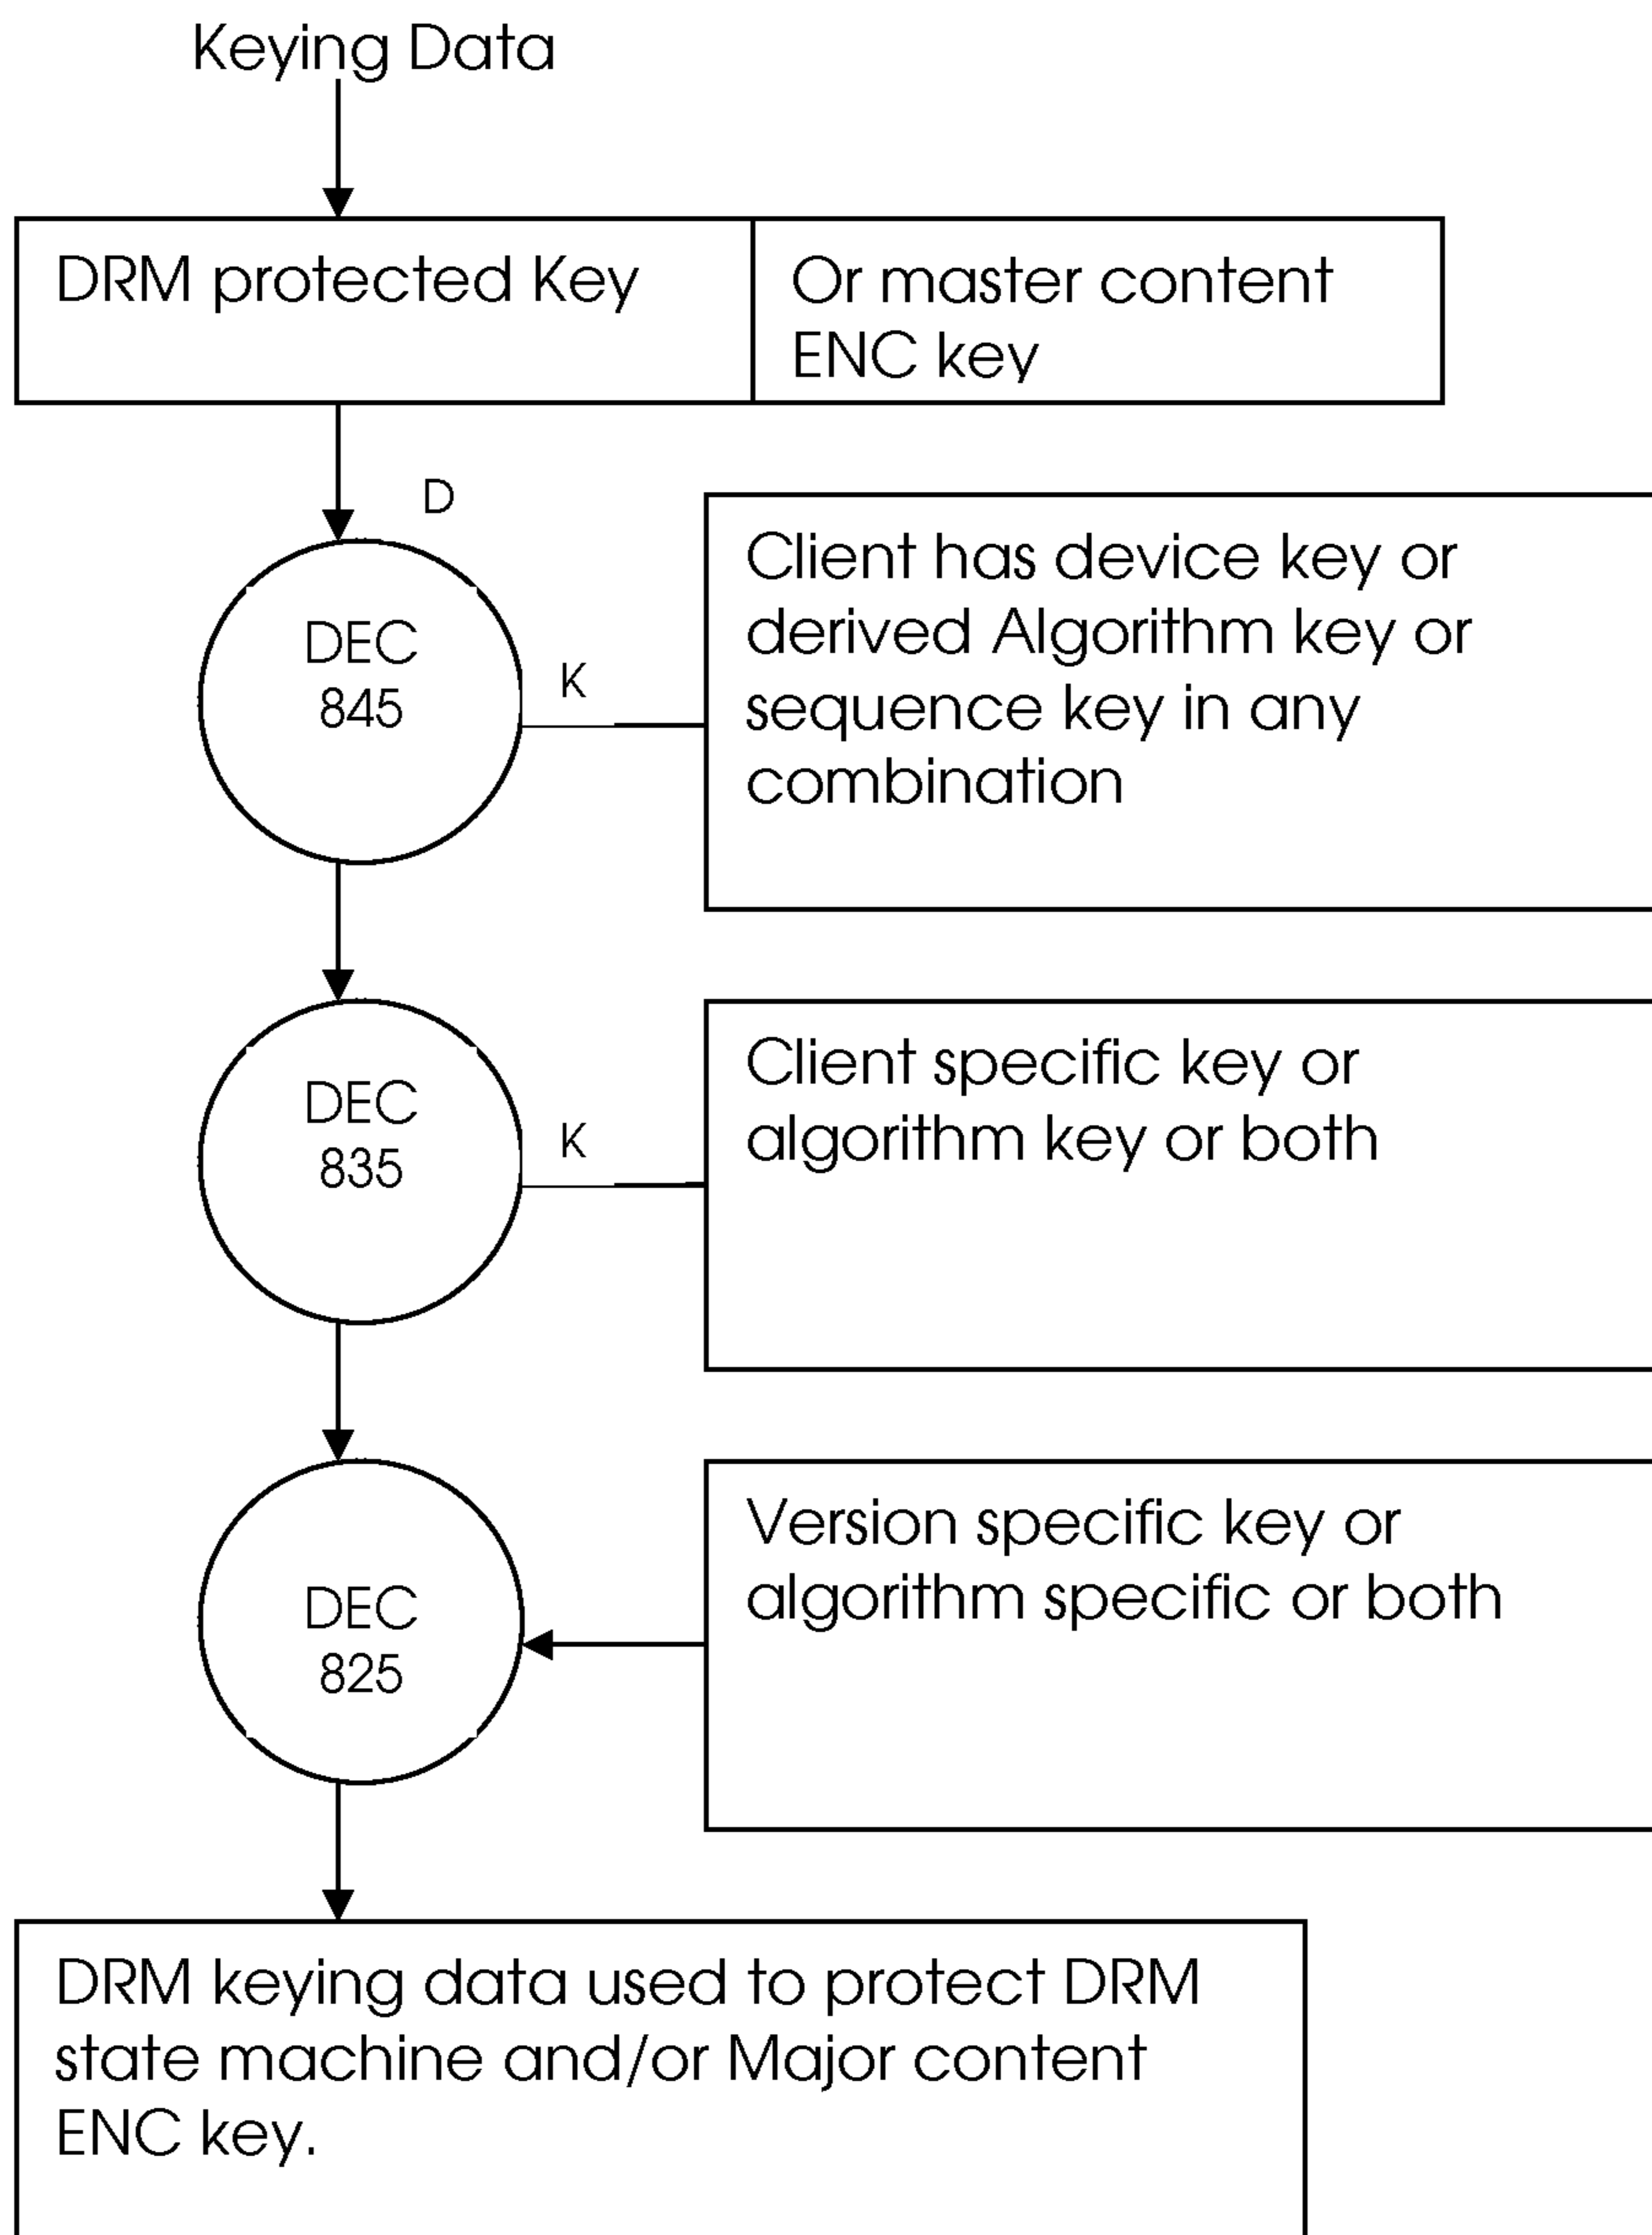 Keying Data
DRM protected Key
Or master content
ENC key
D
DEC
845
K
Client has device key or
derived Algorithm key or
sequence key in any
combination
DEC
835
K
Client specific key or
algorithm key or both
DEC
825
Version specific key or
algorithm specific or both
DRM keying data used to protect DRM
state machine and/or Major content
ENC key.